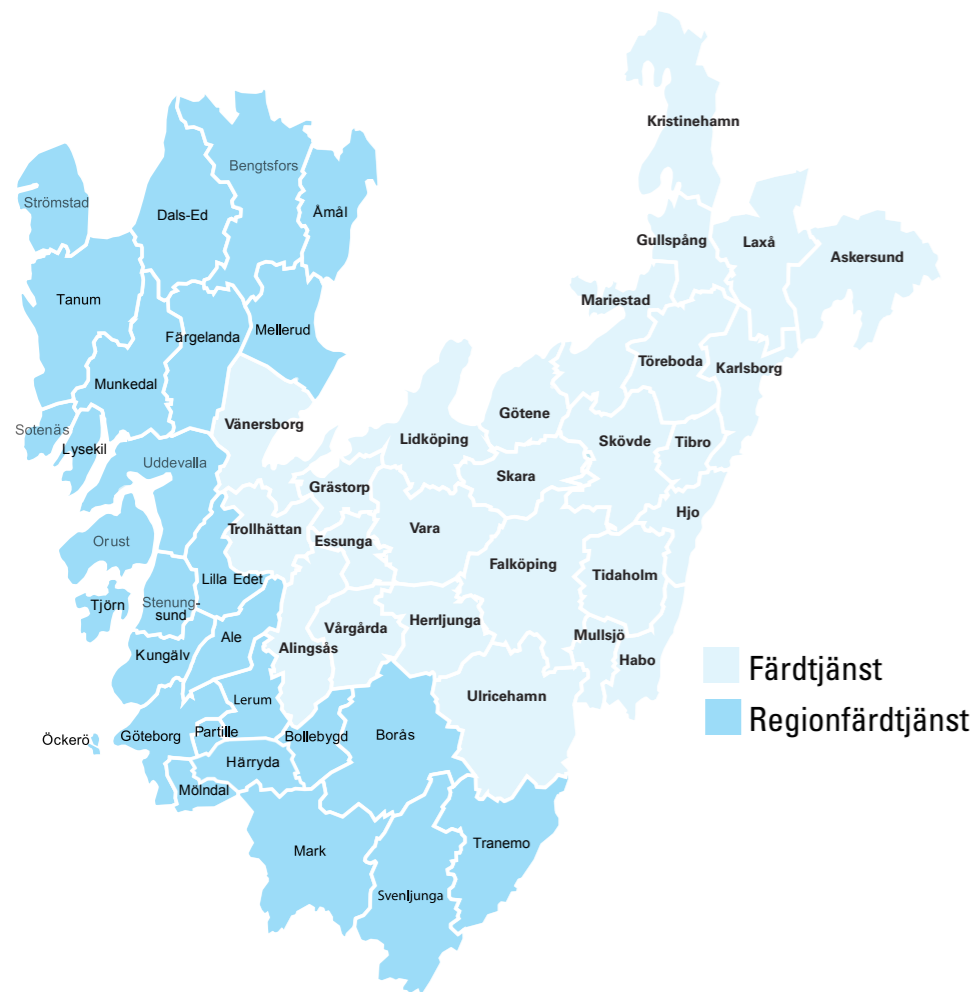 Kristinehamn
Bengtsfors
Strömstad
Dals-Ed
Åmål
Gullspång
Laxå
Askersund
Tanum
Mariestad
Färgelanda
Mellerud
Töreboda
Karlsborg
Munkedal
Götene
Vänersborg
Sotenäs
Lysekil
Lidköping
Skövde
Tibro
Uddevalla
Skara
Grästorp
Hjo
Trollhättan
Vara
Orust
Essunga
Falköping
Tidaholm
Lilla Edet
Tjörn
Stenung-
sund
Ale
Vårgårda
Herrljunga
Mullsjö
Alingsås
Kungälv
Habo
Färdtjänst
Ulricehamn
Lerum
Regionfärdtjänst
Öckerö
Göteborg
Partille
Bollebygd
Borås
Härryda
Mölndal
Tranemo
Mark
Svenljunga